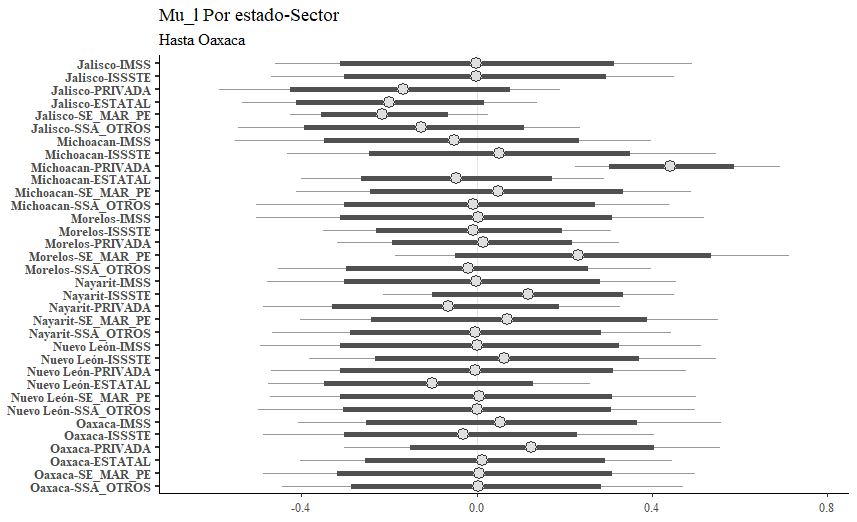 Mu_l Por estado-Sector
Hasta Oaxaca
Jalisco-IMSS
Jalisco-ISSSTE
Jalisco-PRIVADA
Jalisco-ESTATAL
Jalisco-SE_MAR_PE
Jalisco-SSA_OTROS
Michoacan-IMSS
Michoacan-ISSSTE
Michoacan-PRIVADA
Michoacan-ESTATAL
Michoacan-SE_MAR_PE
Michoacan-SSA_OTROS
Morelos-IMSS
Morelos-ISSSTE
Morelos-PRIVADA
Morelos-SE_MAR_PE
Morelos-SSA_OTROS
Nayarit-IMSS
Nayarit-ISSSTE
Nayarit-PRIVADA
Nayarit-SE_MAR_PE
Nayarit-SSA_OTROS
Nuevo León-IMSS
Nuevo León-ISSSTE
Nuevo León-PRIVADA
Nuevo León-ESTATAL
Nuevo León-SE_MAR_PE
Nuevo León-SSA_OTROS
Oaxaca-IMSS
Oaxaca-ISSSTE
Oaxaca-PRIVADA
Oaxaca-ESTATAL
Oaxaca-SE_MAR_PE
Oaxaca-SSA_OTROS
-0.4 0.0 0.4 0.8